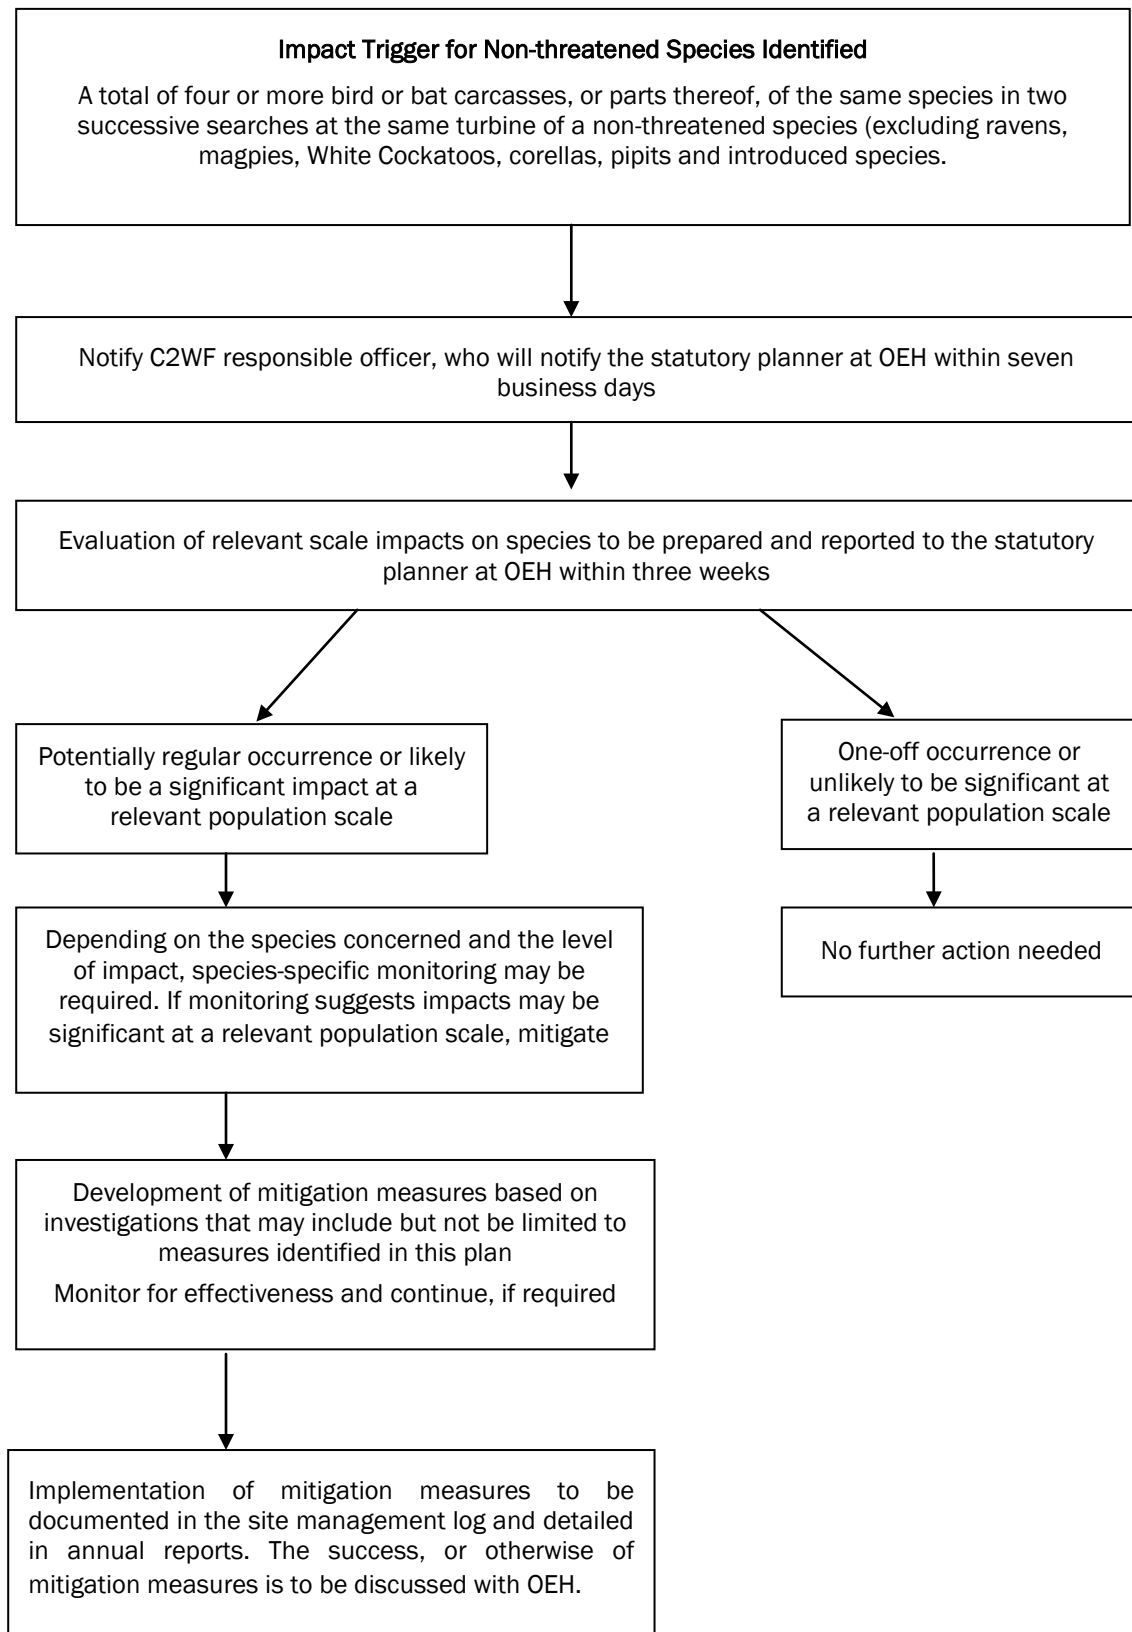 Impact Trigger for Non-threatened Species Identified
A total of four or more bird or bat carcasses, or parts thereof, of the same species in two
successive searches at the same turbine of a non-threatened species (excluding ravens,
magpies, White Cockatoos, corellas, pipits and introduced species.
Notify C2WF responsible officer, who will notify the statutory planner at OEH within seven
business days
Evaluation of relevant scale impacts on species to be prepared and reported to the statutory
planner at OEH within three weeks
Potentially regular occurrence or likely
to be a significant impact at a
relevant population scale
One-off occurrence or
unlikely to be significant at
a relevant population scale
Depending on the species concerned and the level
of impact, species-specific monitoring may be
required. If monitoring suggests impacts may be
significant at a relevant population scale, mitigate
No further action needed
Development of mitigation measures based on
investigations that may include but not be limited to
measures identified in this plan
Monitor for effectiveness and continue, if required
Implementation of mitigation measures to be
documented in the site management log and detailed
in annual reports. The success, or otherwise of
mitigation measures is to be discussed with OEH.